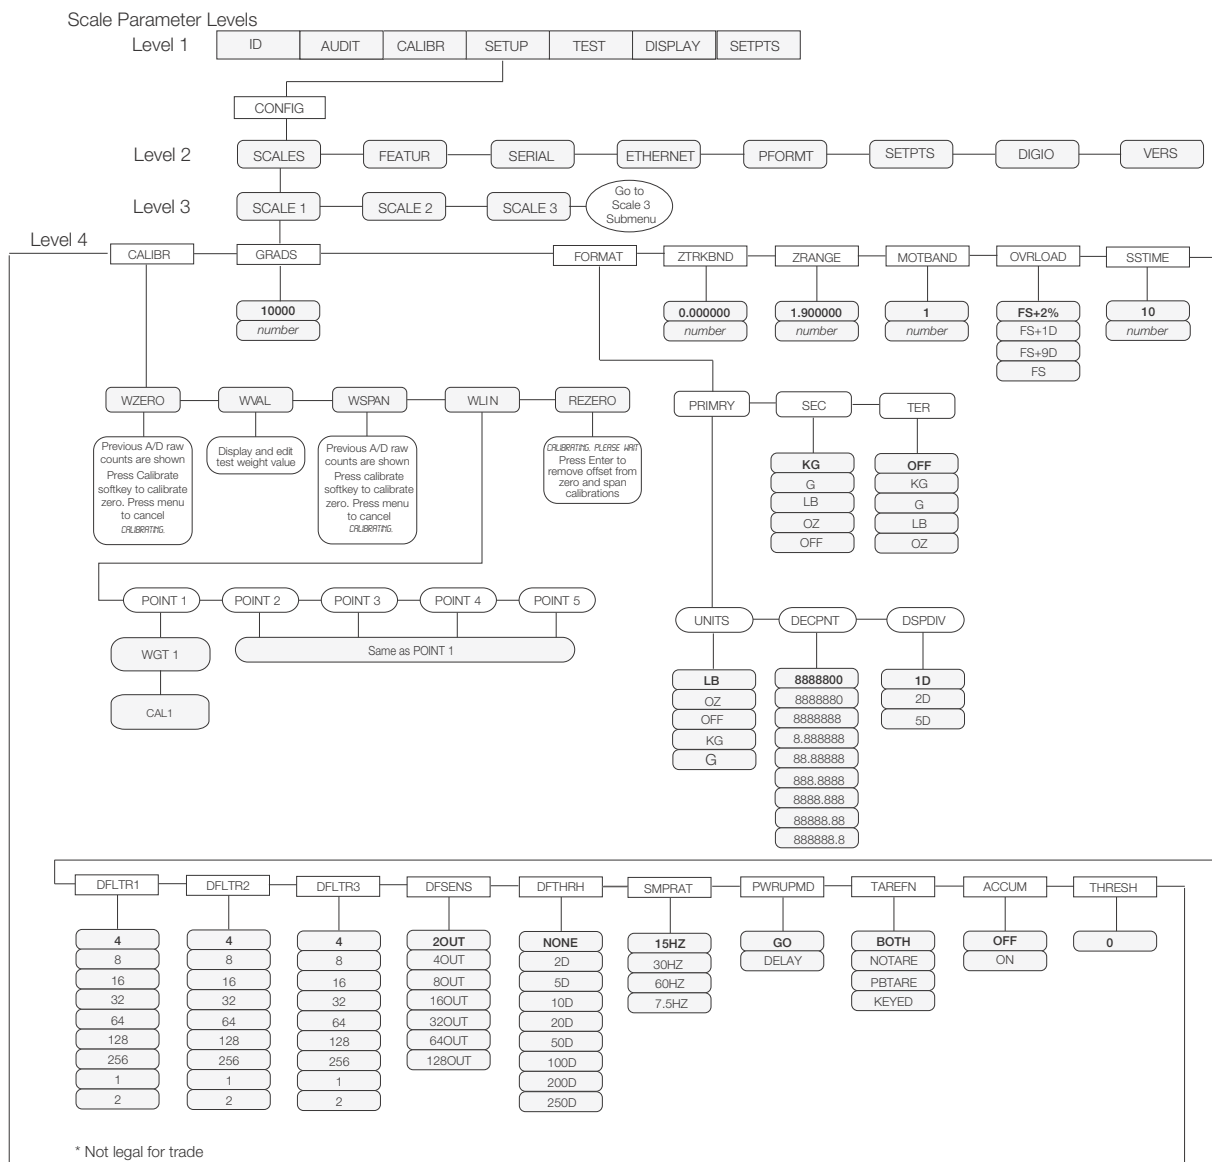 Scale Parameter Levels
Level 1
ID AUDIT CALIBR SETUP TEST DISPLAY SETPTS
CONFIG
Level 2
SCALES FEATUR SERIAL ETHERNET PFORMT SETPTS DIGIO VERS
Level 3
SCALE 1 SCALE 2 SCALE 3
Go to
Scale 3
Submenu
Level 4
CALIBR GRADS FORMAT ZTRKBND ZRANGE MOTBAND OVRLOAD SSTIME
10000 0.000000 1.900000 1 FS+2% 10
number number number number FS+1D number
FS+9D
FS
WZERO WVAL WSPAN WLIN REZERO
Previous A/D raw
counts are shown
Press Calibrate
softkey to calibrate
zero. Press menu
to cancel
CALIBRATING.
Display and edit
test weight value
Previous A/D raw
counts are shown
Press calibrate
softkey to calibrate
zero. Press menu
to cancel
CALIBRATING.
CALIBRATING, PLEASE WAIT
Press Enter to
remove offset from
zero and span
calibrations
PRIMRY SEC TER
KG OFF
G KG
LB G
OZ LB
OFF OZ
POINT 1 POINT 2 POINT 3 POINT 4 POINT 5
WGT 1
Same as POINT 1
CAL1
UNITS DECPNT DSPDIV
LB 8888800 1D
OZ 8888880 2D
OFF 8888888 5D
KG 8.888888
G 88.88888
888.8888
8888.888
88888.88
888888.8
DFLTR1 DFLTR2 DFLTR3 DFSENS DFTHRH SMPRAT PWRUPMD TAREFN ACCUM THRESH
4 4 4 2OUT NONE 15HZ GO BOTH OFF 0
8 8 8 4OUT 2D 30HZ DELAY NOTARE ON
16 16 16 8OUT 5D 60HZ PBTARE
32 32 32 16OUT 10D 7.5HZ KEYED
64 64 64 32OUT 20D
128 128 128 64OUT 50D
256 256 256 128OUT 100D
1 1 1 200D
2 2 2 250D
* Not legal for trade